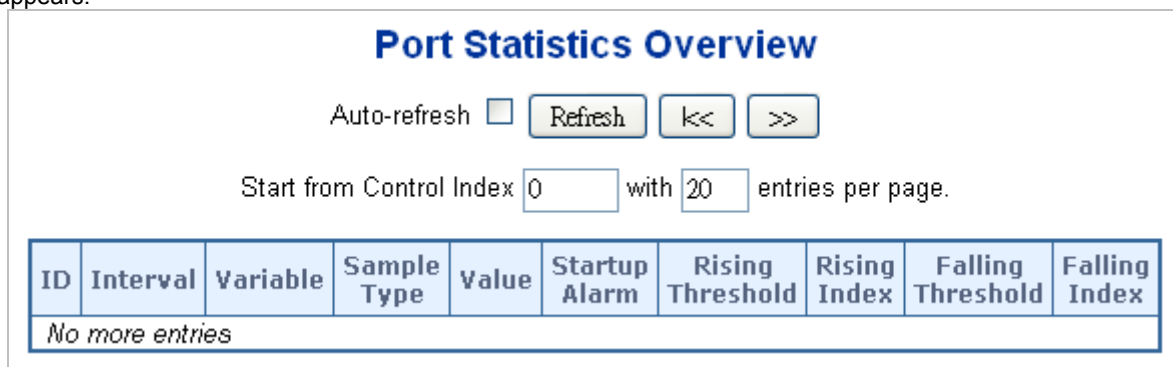 appears.
Port Statistics Overview
Auto-refresh Refresh |<< >>
Start from Control Index 0 with 20 entries per page.
ID Interval Variable Sample Type Value Startup Alarm Rising Threshold Rising Index Falling Threshold Falling Index
No more entries